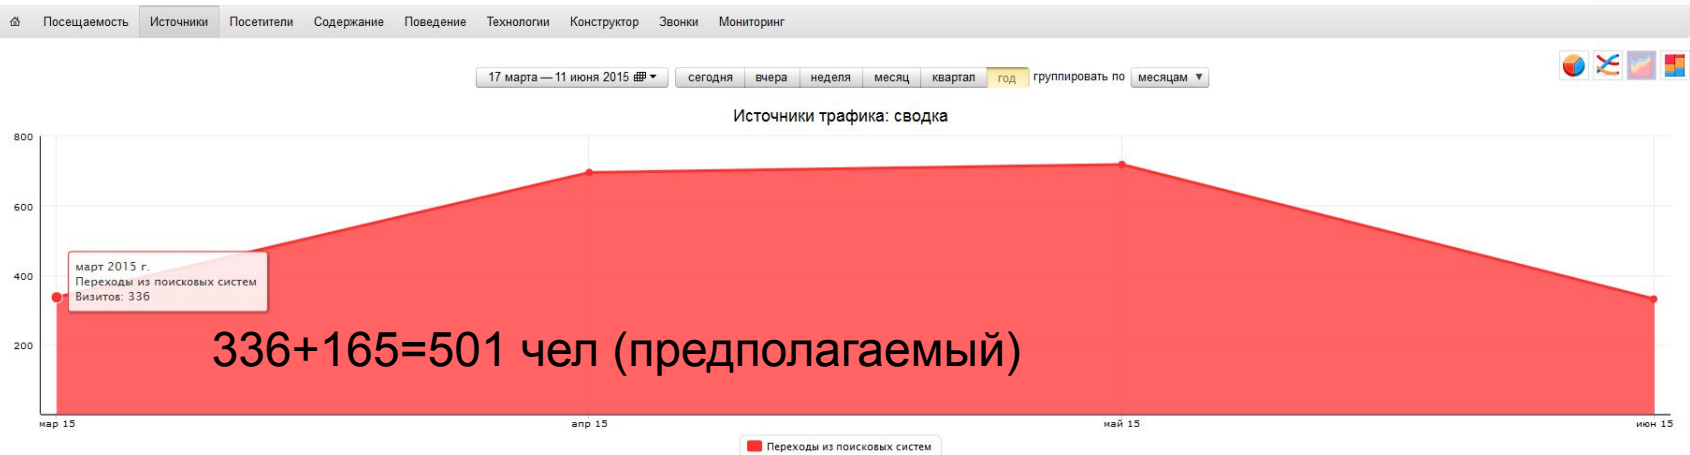 Посещаемость Источники Посетители Содержание Поведение Технологии Конструктор Звонки Мониторинг
17 марта — 11 июня 2015 сегодня вчера неделя месяц квартал год группировать по месяцам
Источники трафика: сводка
800
600
400
200
март 2015 г.
Переходы из поисковых систем
Визитов: 336
336+165=501 чел (предполагаемый)
мар 15 апр 15 май 15 июн 15
Переходы из поисковых систем